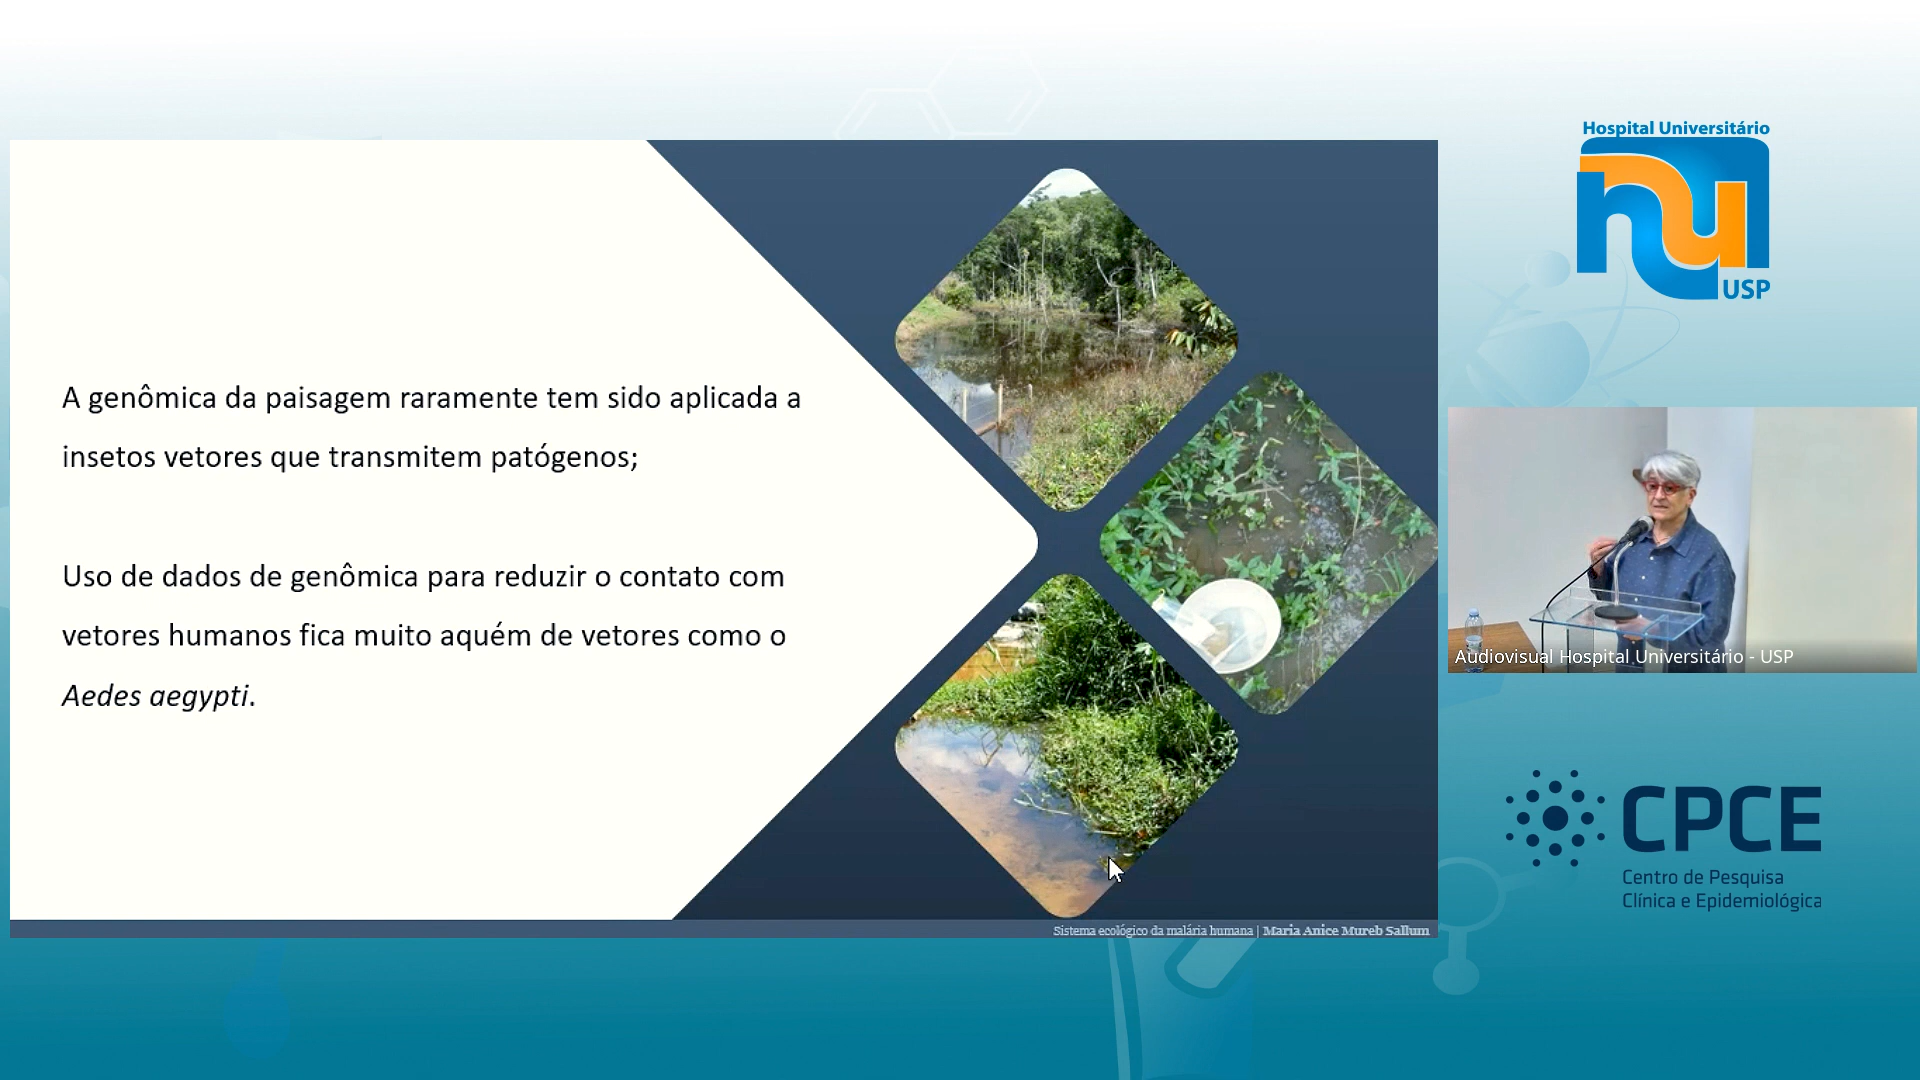 A genômica da paisagem raramente tem sido aplicada a
insetos vetores que transmitem patógenos;
Uso de dados de genômica para reduzir o contato com
vetores humanos fica muito aquém de vetores como o
Aedes aegypti.
Sistema ecológico da malária humana | Maria Anice Mureb Sallum
Hospital Universitário
hu
USP
Audiovisual Hospital Universitário - USP
CPCE
Centro de Pesquisa
Clínica e Epidemiológica